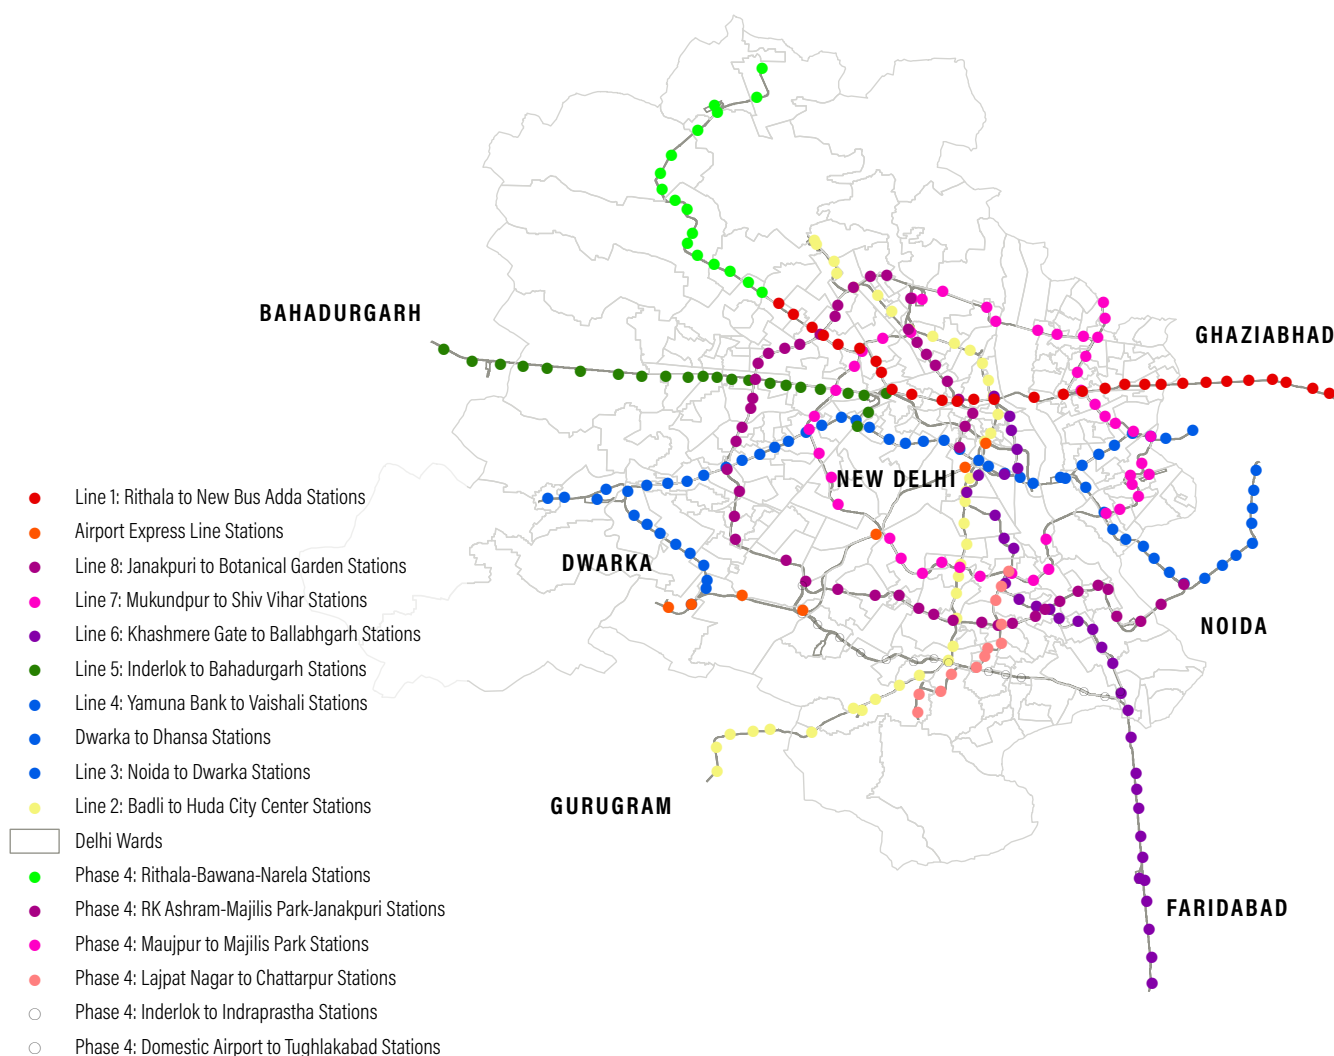 BAHADURGARH
GHAZIABHAD
NEW DELHI
DWARKA
NOIDA
GURUGRAM
FARIDABAD
Line 1: Rithala to New Bus Adda Stations
Airport Express Line Stations
Line 8: Janakpuri to Botanical Garden Stations
Line 7: Mukundpur to Shiv Vihar Stations
Line 6: Khashmere Gate to Ballabhgarh Stations
Line 5: Inderlok to Bahadurgarh Stations
Line 4: Yamuna Bank to Vaishali Stations
Dwarka to Dhansa Stations
Line 3: Noida to Dwarka Stations
Line 2: Badli to Huda City Center Stations
Delhi Wards
Phase 4: Rithala-Bawana-Narela Stations
Phase 4: RK Ashram-Majilis Park-Janakpuri Stations
Phase 4: Maujpur to Majilis Park Stations
Phase 4: Lajpat Nagar to Chattarpur Stations
Phase 4: Inderlok to Indraprastha Stations
Phase 4: Domestic Airport to Tughlakabad Stations